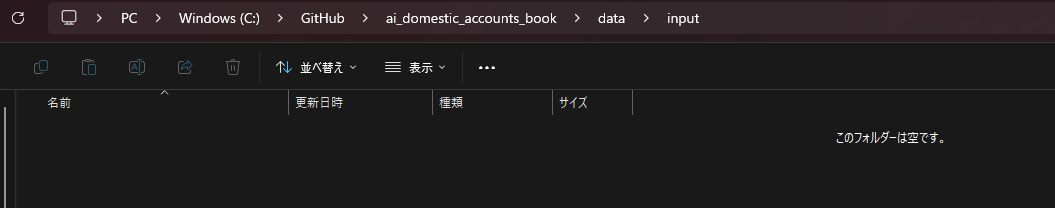 PC > Windows (C:) > GitHub > ai_domestic_accounts_book > data > input
並べ替え 表示 •••
名前 更新日時 種類 サイズ
このフォルダーは空です。